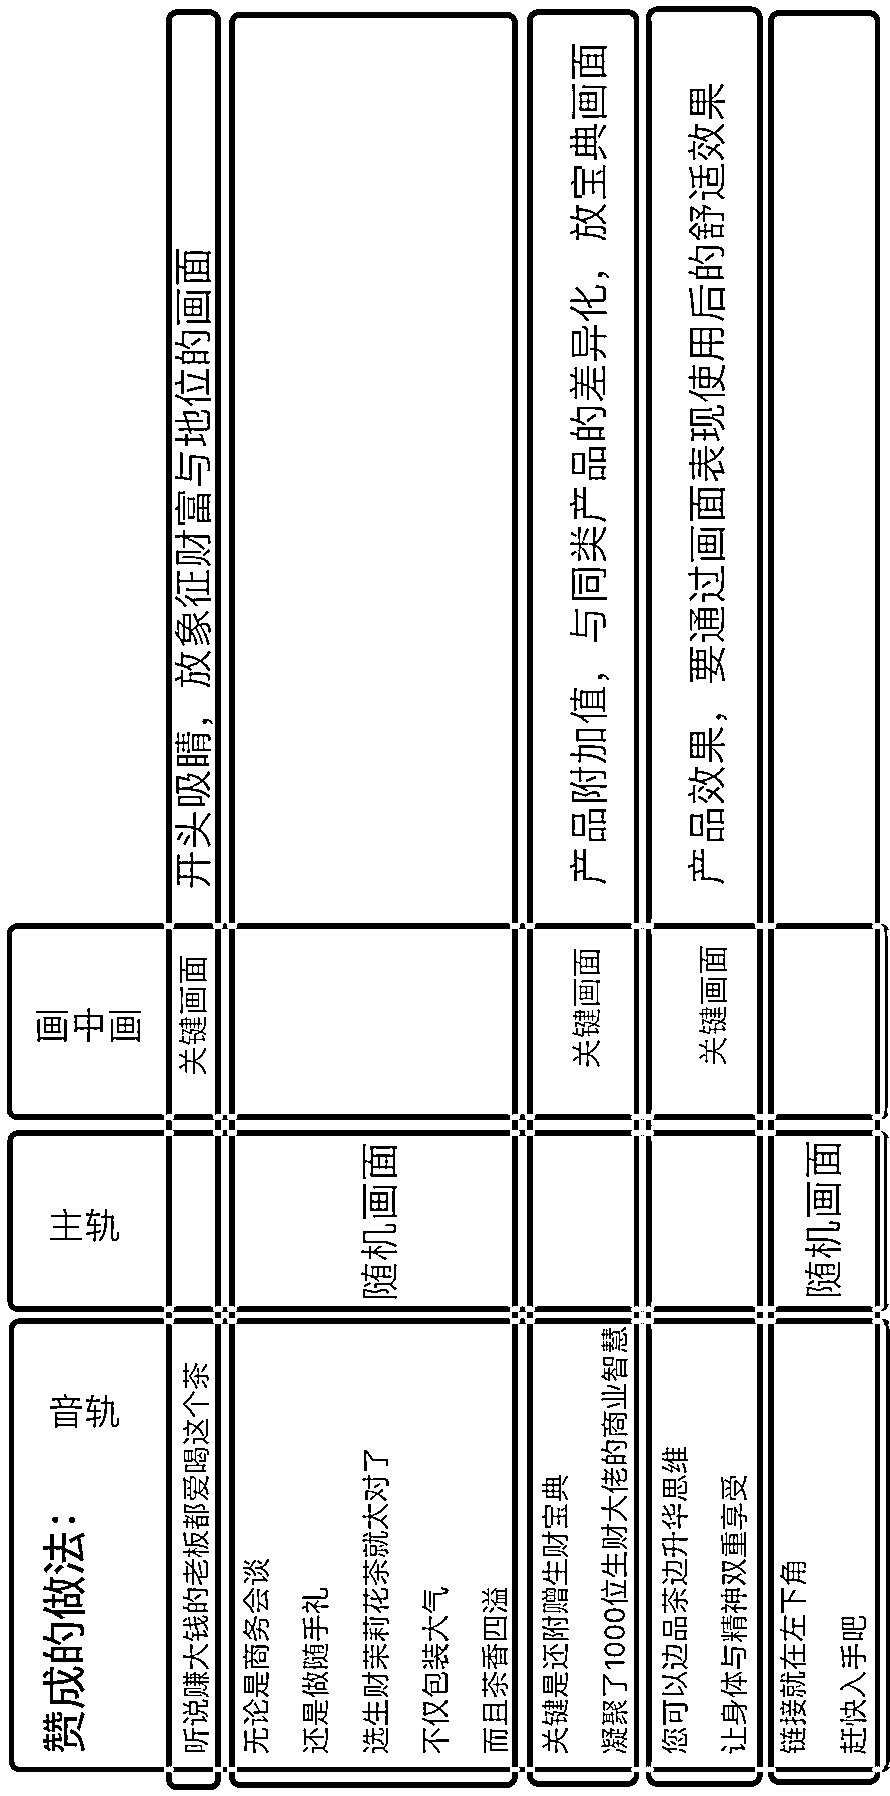 赞成的做法：
音轨
主轨
画中画
听说赚大钱的老板都爱喝这个茶
关键画面
开头吸睛，放象征财富与地位的画面
无论是商务会谈
还是做随手礼
选生财茉莉花茶就太对了
不仅包装大气
而且茶香四溢
随机画面
关键是还附赠生财宝典
凝聚了1000位生财大佬的商业智慧
关键画面
产品附加值，与同类产品的差异化，放宝典画面
您可以边品茶边升华思维
让身体与精神双重享受
关键画面
产品效果，要通过画面表现使用后的舒适效果
链接就在左下角
赶快入手吧
随机画面